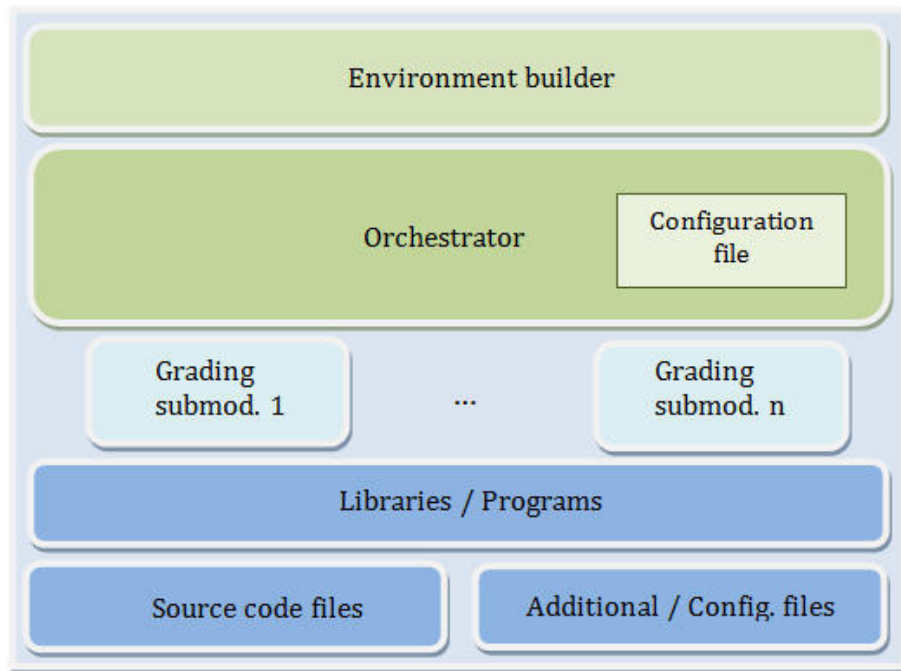 Environment builder
Orchestrator
Configuration
file
Grading
submod. 1
...
Grading
submod. n
Libraries / Programs
Source code files
Additional / Config. files